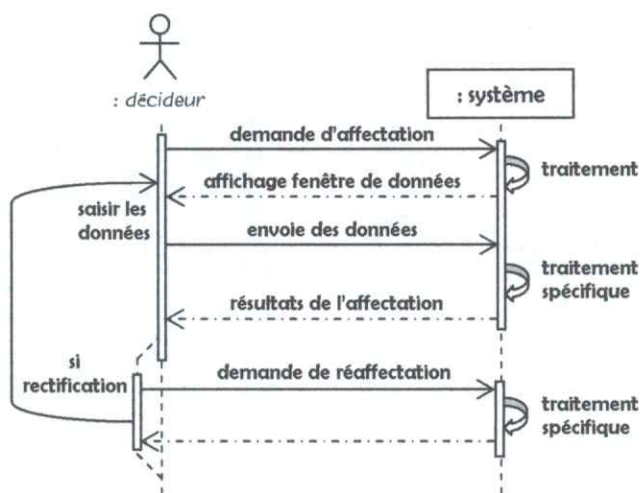 : décideur
: système
demande d'affectation
traitement
affichage fenêtre de données
saisir les
données
envoie des données
traitement
spécifique
résultats de l'affectation
si
rectification
demande de réaffectation
traitement
spécifique